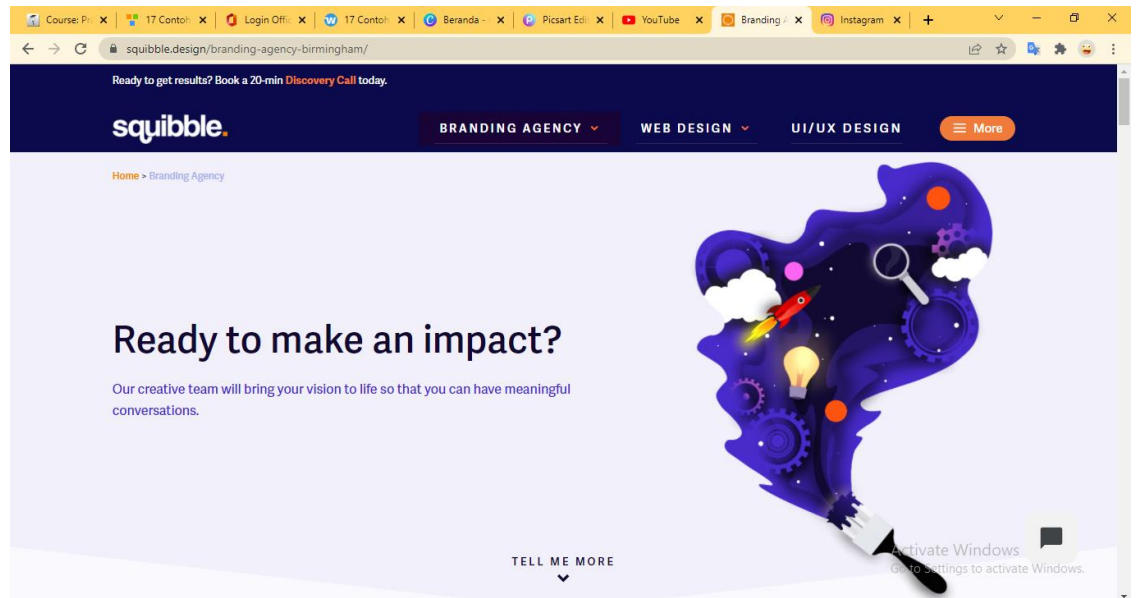 Course: Pr
17 Contoh
Login Offic
17 Contoh
Beranda -
Picsart Edi
YouTube
Branding A
Instagram
squibble.design/branding-agency-birmingham/
Ready to get results? Book a 20-min Discovery Call today.
squibble.
BRANDING AGENCY
WEB DESIGN
UI/UX DESIGN
More
Home > Branding Agency
Ready to make an impact?
Our creative team will bring your vision to life so that you can have meaningful
conversations.
TELL ME MORE
Activate Windows
Go to Settings to activate Windows.